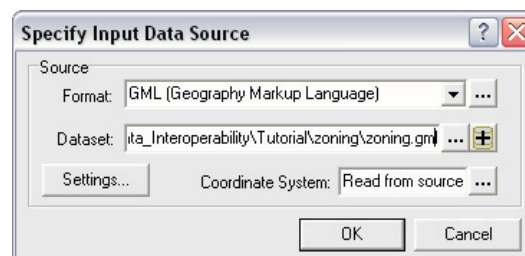 Specify Input Data Source
Source
Format: GML (Geography Markup Language) ...
Dataset: ıta_Interoperability\Tutorial\zoning\zoning.gml ...
Settings... Coordinate System: Read from source ...
OK Cancel